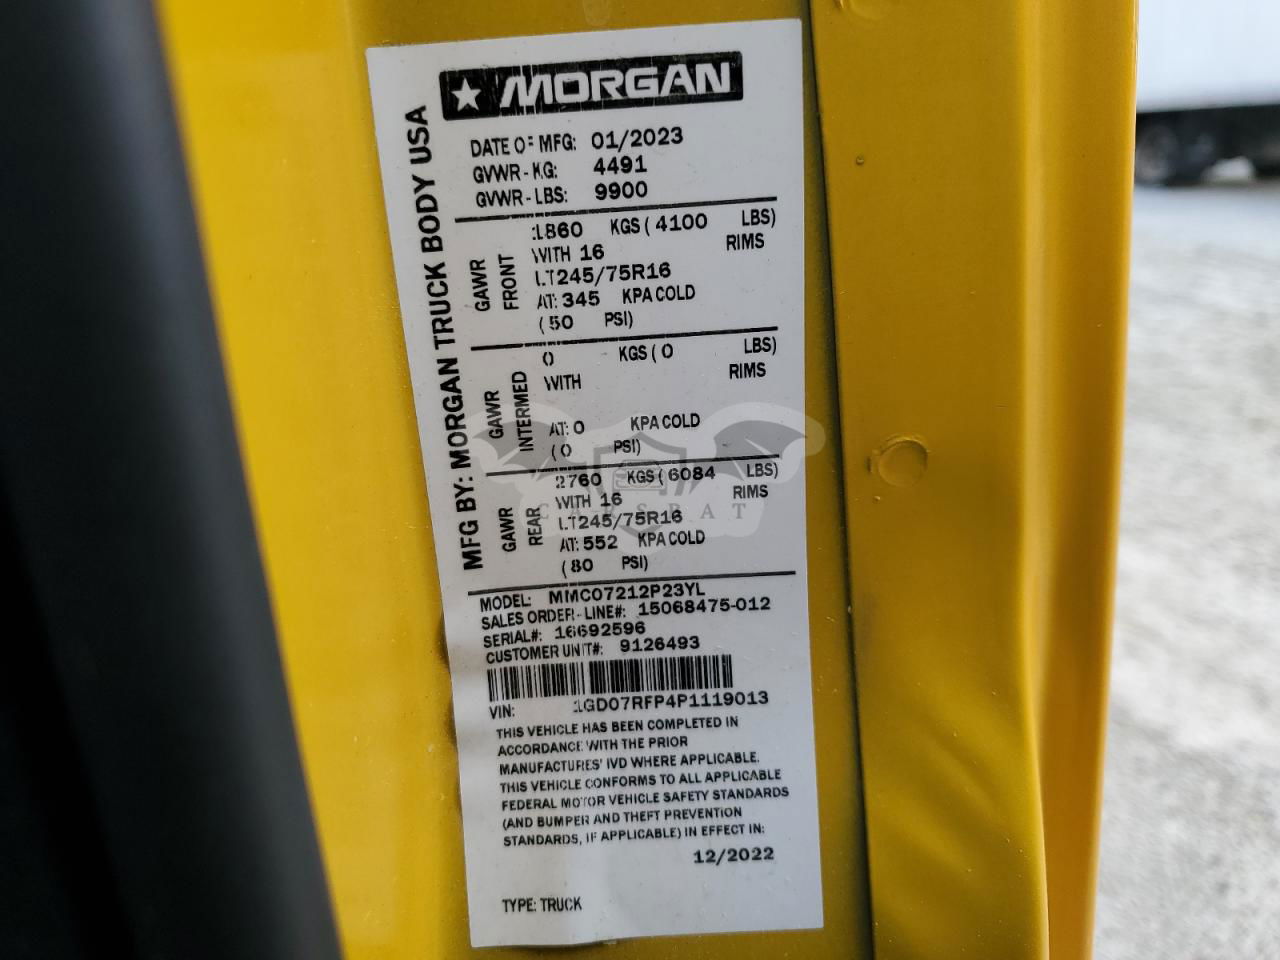 MORGAN
MFG BY: MORGAN TRUCK BODY USA
DATE OF MFG: 01/2023
GVWR - KG: 4491
GVWR - LBS: 9900
GAWR FRONT
1860 KGS ( 4100 LBS)
WITH 16 RIMS
LT245/75R16
AT: 345 KPA COLD
( 50 PSI)
GAWR INTERMED
0 KGS ( 0 LBS)
WITH RIMS
AT: 0 KPA COLD
( 0 PSI)
GAWR REAR
2760 KGS ( 6084 LBS)
WITH 16 RIMS
LT245/75R16
AT: 552 KPA COLD
( 80 PSI)
MODEL: MMC07212P23YL
SALES ORDER - LINE#: 15068475-012
SERIAL#: 16692596
CUSTOMER UNIT#: 9126493
VIN: 1GD07RFP4P1119013
THIS VEHICLE HAS BEEN COMPLETED IN
ACCORDANCE WITH THE PRIOR
MANUFACTURES' IVD WHERE APPLICABLE.
THIS VEHICLE CONFORMS TO ALL APPLICABLE
FEDERAL MOTOR VEHICLE SAFETY STANDARDS
(AND BUMPER AND THEFT PREVENTION
STANDARDS, IF APPLICABLE) IN EFFECT IN:
12/2022
TYPE: TRUCK